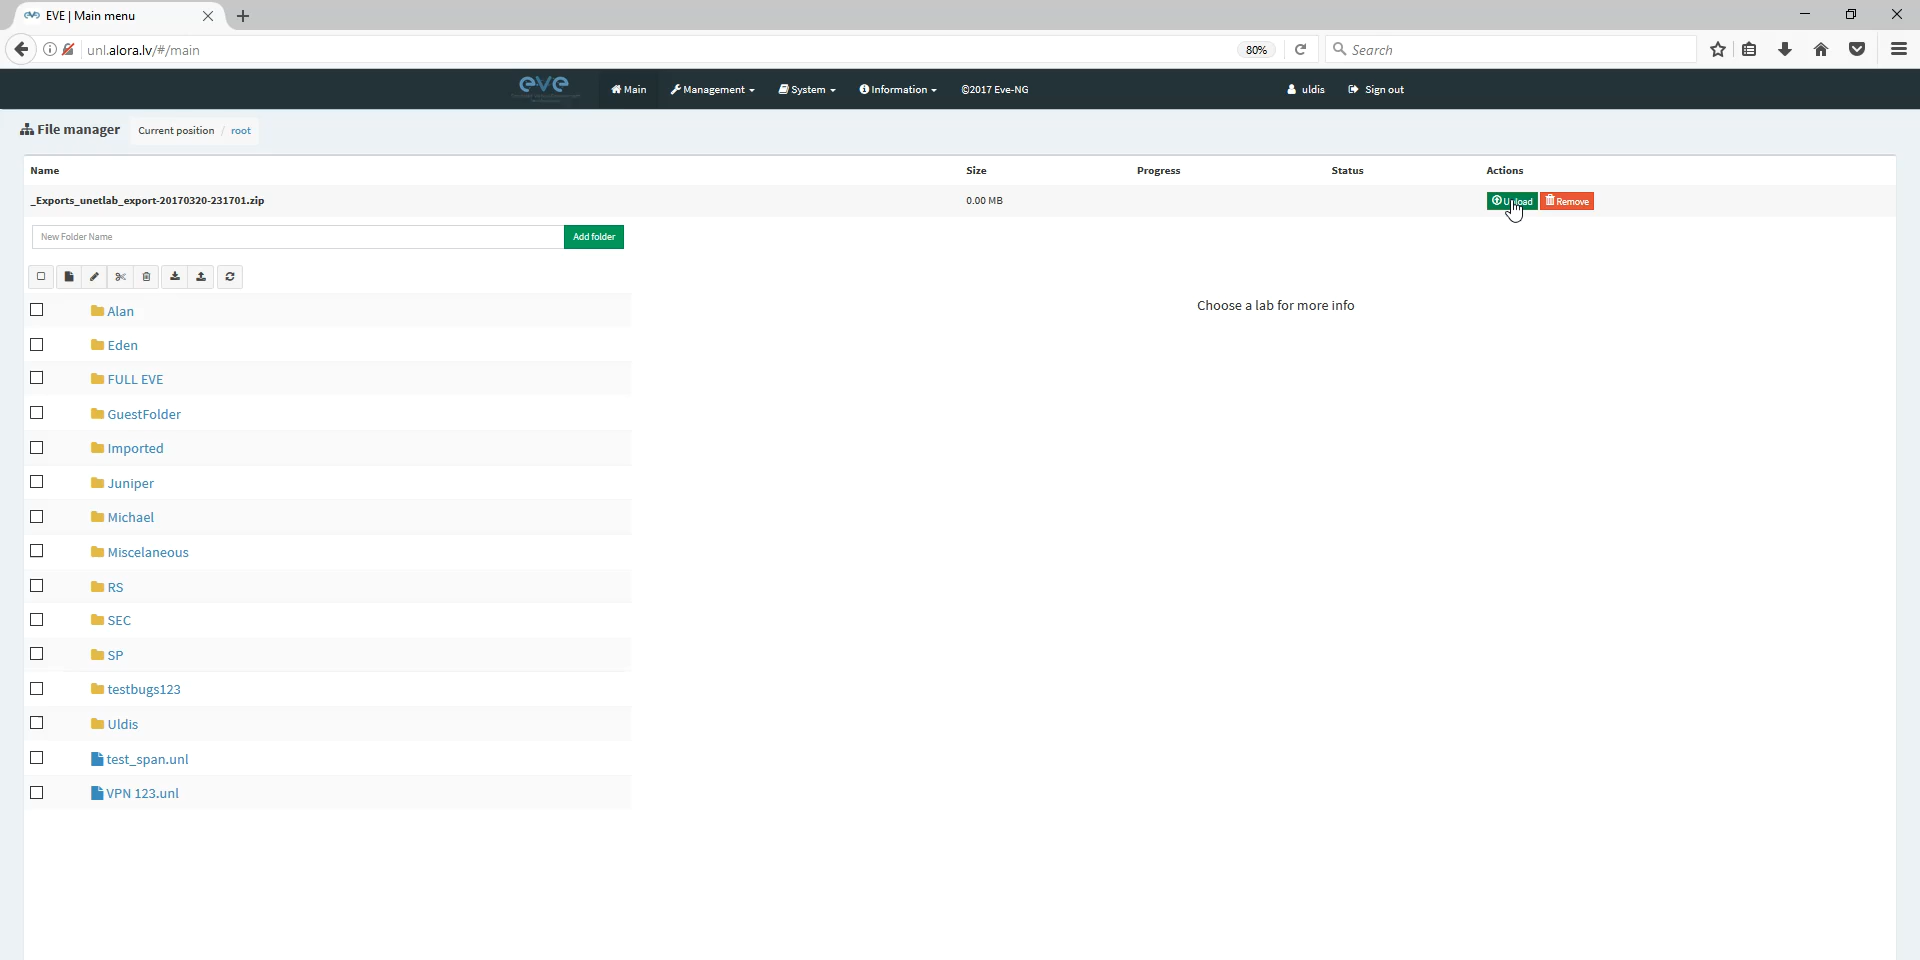 EVE | Main menu
unl.alora.lv/#/main
80%
Search
eve
Main
Management
System
Information
©2017 Eve-NG
uldis
Sign out
File manager
Current position / root
Name Size Progress Status Actions
_Exports_unetlab_export-20170320-231701.zip 0.00 MB Upload Remove
New Folder Name
Add folder
Choose a lab for more info
Alan
Eden
FULL EVE
GuestFolder
Imported
Juniper
Michael
Miscelaneous
RS
SEC
SP
testbugs123
Uldis
test_span.unl
VPN 123.unl